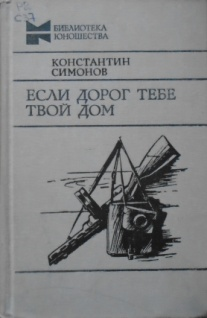 БИБЛИОТЕКА
ЮНОШЕСТВА
КОНСТАНТИН
СИМОНОВ
ЕСЛИ ДОРОГ ТЕБЕ
ТВОЙ ДОМ